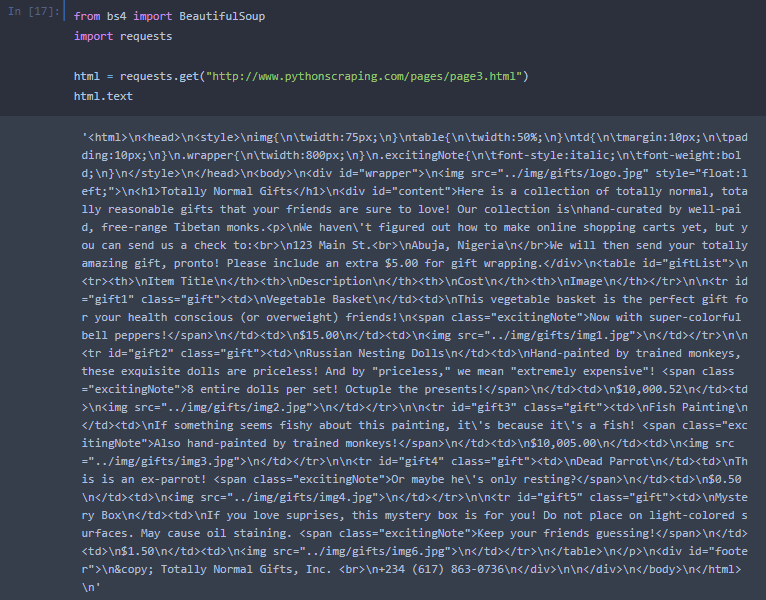 In [17]:
from bs4 import BeautifulSoup
import requests
html = requests.get("http://www.pythonscraping.com/pages/page3.html")
html.text
'<html>\n<head>\n<style>\nimg{\n\twidth:75px;\n}\ntable{\n\twidth:50%;\n}\ntd{\n\tmargin:10px;\n\tpad
ding:10px;\n}\n.wrapper{\n\twidth:800px;\n}\n.excitingNote{\n\tfont-style:italic;\n\tfont-weight:bol
d;\n}\n</style>\n</head>\n<body>\n<div id="wrapper">\n<img src="../img/gifts/logo.jpg" style="float:l
eft;">\n<h1>Totally Normal Gifts</h1>\n<div id="content">Here is a collection of totally normal, tota
lly reasonable gifts that your friends are sure to love! Our collection is\nhand-curated by well-pai
d, free-range Tibetan monks.<p>\nWe haven\'t figured out how to make online shopping carts yet, but y
ou can send us a check to:<br>\n123 Main St.<br>\nAbuja, Nigeria\n</br>We will then send your totally
amazing gift, pronto! Please include an extra $5.00 for gift wrapping.</div>\n<table id="giftList">\n
<tr><th>\nItem Title\n</th><th>\nDescription\n</th><th>\nCost\n</th><th>\nImage\n</th></tr>\n\n<tr id
="gift1" class="gift"><td>\nVegetable Basket\n</td><td>\nThis vegetable basket is the perfect gift fo
r your health conscious (or overweight) friends!\n<span class="excitingNote">Now with super-colorful
bell peppers!</span>\n</td><td>\n$15.00\n</td><td>\n<img src="../img/gifts/img1.jpg">\n</td></tr>\n\n
<tr id="gift2" class="gift"><td>\nRussian Nesting Dolls\n</td><td>\nHand-painted by trained monkeys,
these exquisite dolls are priceless! And by "priceless," we mean "extremely expensive"! <span class
="excitingNote">8 entire dollars per set! Octuple the presents!</span>\n</td><td>\n$10,000.52\n</td><td
>\n<img src="../img/gifts/img2.jpg">\n</td></tr>\n\n<tr id="gift3" class="gift"><td>\nFish Painting\n
</td><td>\nIf something seems fishy about this painting, it\'s because it\'s a fish! <span class="exc
itingNote">Also hand-painted by trained monkeys!</span>\n</td><td>\n$10,005.00\n</td><td>\n<img src
="../img/gifts/img3.jpg">\n</td></tr>\n\n<tr id="gift4" class="gift"><td>\nDead Parrot\n</td><td>\nTh
is is an ex-parrot! <span class="excitingNote">Or maybe he\'s only resting?</span>\n</td><td>\n$0.50
\n</td><td>\n<img src="../img/gifts/img4.jpg">\n</td></tr>\n\n<tr id="gift5" class="gift"><td>\nMyste
ry Box\n</td><td>\nIf you love suprises, this mystery box is for you! Do not place on light-colored s
urfaces. May cause oil staining. <span class="excitingNote">Keep your friends guessing!</span>\n</td>
<td>\n$1.50\n</td><td>\n<img src="../img/gifts/img6.jpg">\n</td></tr>\n</table>\n</p>\n<div id="foote
r">\n&copy; Totally Normal Gifts, Inc. <br>\n+234 (617) 863-0736\n</div>\n\n</div>\n</body>\n</html>
\n'